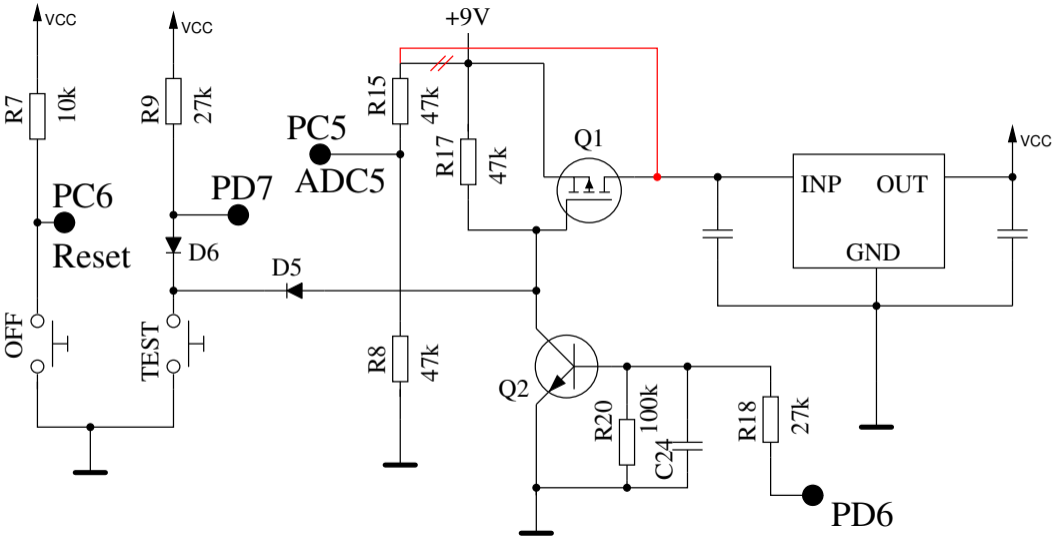 VCC
VCC
+9V
R7
10k
R9
27k
R15
47k
PC5
ADC5
R17
47k
Q1
VCC
INP
OUT
GND
PC6
Reset
PD7
D6
D5
OFF
TEST
R8
47k
Q2
R20
100k
C24
R18
27k
PD6